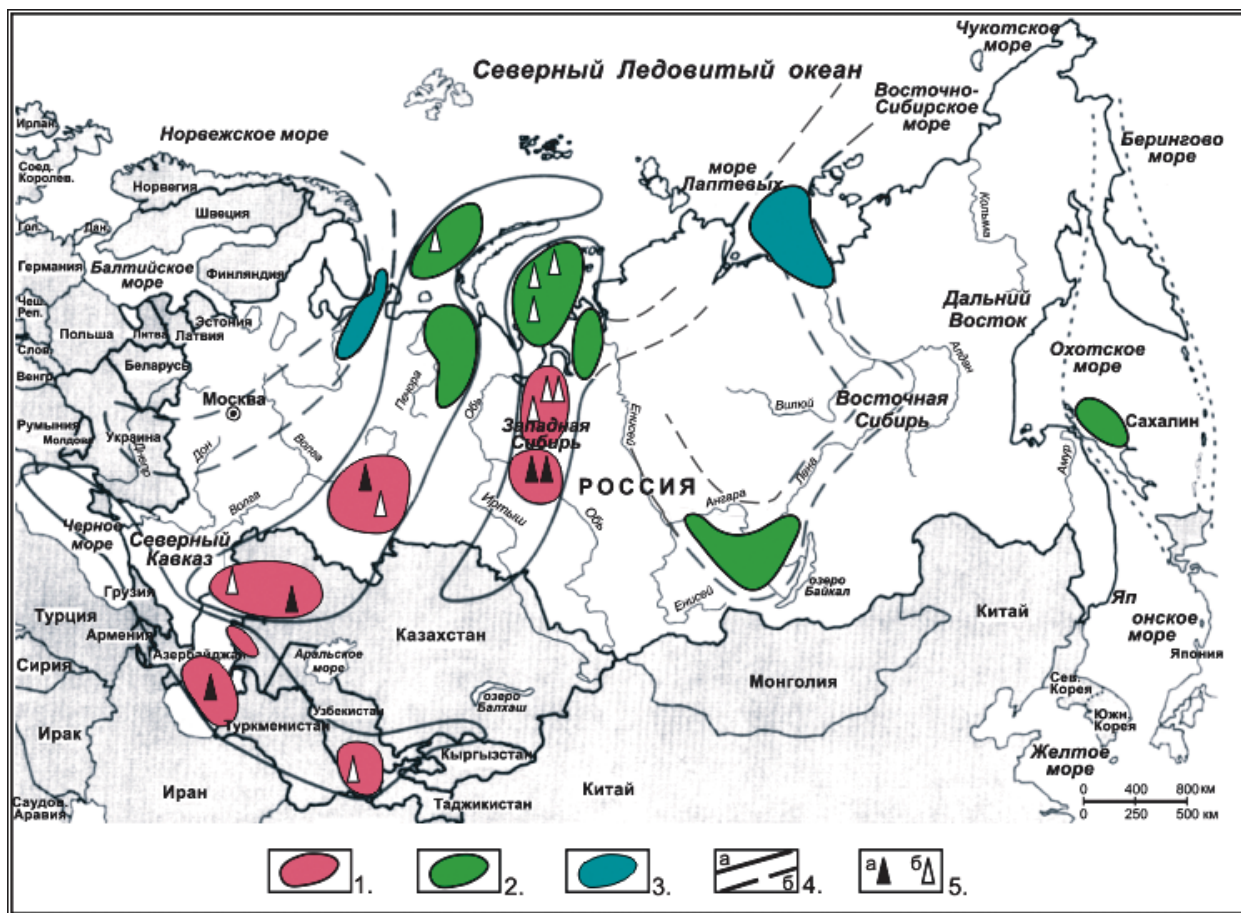 Чукотское
море
Северный Ледовитый океан
Восточно-
Сибирское
море
Ирлан.
Норвежское море
Берингово
море
Соед.
Королев.
море
Лаптевых
Норвегия
Швеция
Колыма
Гол.
Дан.
Германия
Балтийское
море
Финляндия
Чеш.
Реп.
Дальний
Восток
Польша
Литва
Эстония
Латвия
Слов.
Беларусь
Охотское
море
Венгр.
Москва
Печора
Обь
Енисей
Вилюй
Алдан
Восточная
Сибирь
Западная
Сибирь
Сахалин
Румыния
Молдова
Украина
Днепр
Дон
Волга
Лена
Амур
РОССИЯ
Ангара
Иртыш
Обь
Волга
Черное
море
Северный
Кавказ
озеро
Байкал
Енисей
Грузия
Турция
Армения
Казахстан
Китай
Яп
онское
море
Азербайджан
Аральское
море
Япония
Сирия
Монголия
Сев.
Корея
озеро
Балхаш
Узбекистан
Туркменистан
Южн.
Корея
Ирак
Кыргызстан
Желтое
море
Иран
Китай
Таджикистан
Саудов.
Аравия
0 400 800 км
0 250 500 км
1.
2.
3.
а
б
4.
а
б
5.